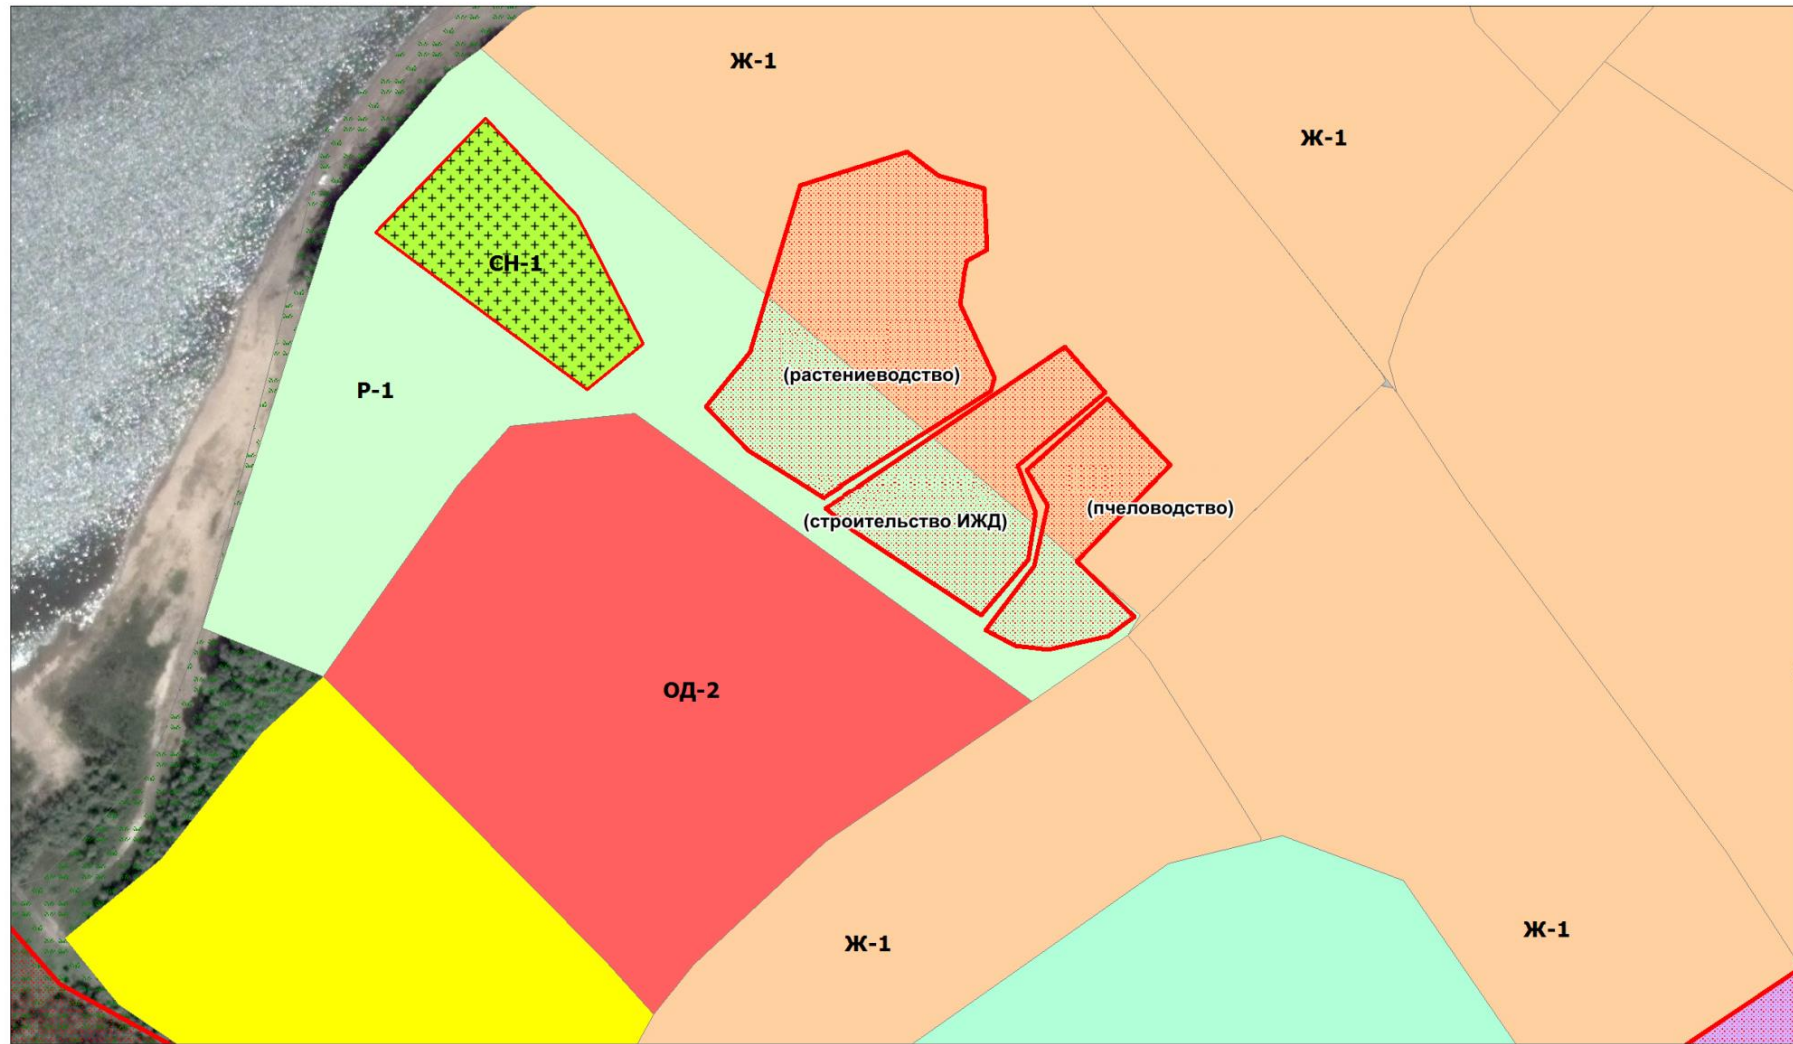 Ж-1
Ж-1
СН-1
Р-1
(растениеводство)
(пчеловодство)
(строительство ИЖД)
ОД-2
Ж-1
Ж-1